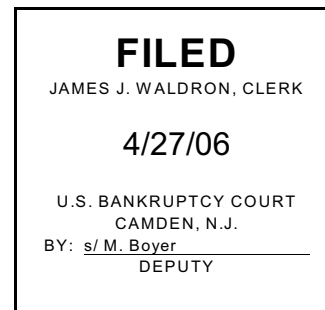 FILED
JAMES J. WALDRON, CLERK
4/27/06
U.S. BANKRUPTCY COURT
CAMDEN, N.J.
BY: s/ M. Boyer
DEPUTY